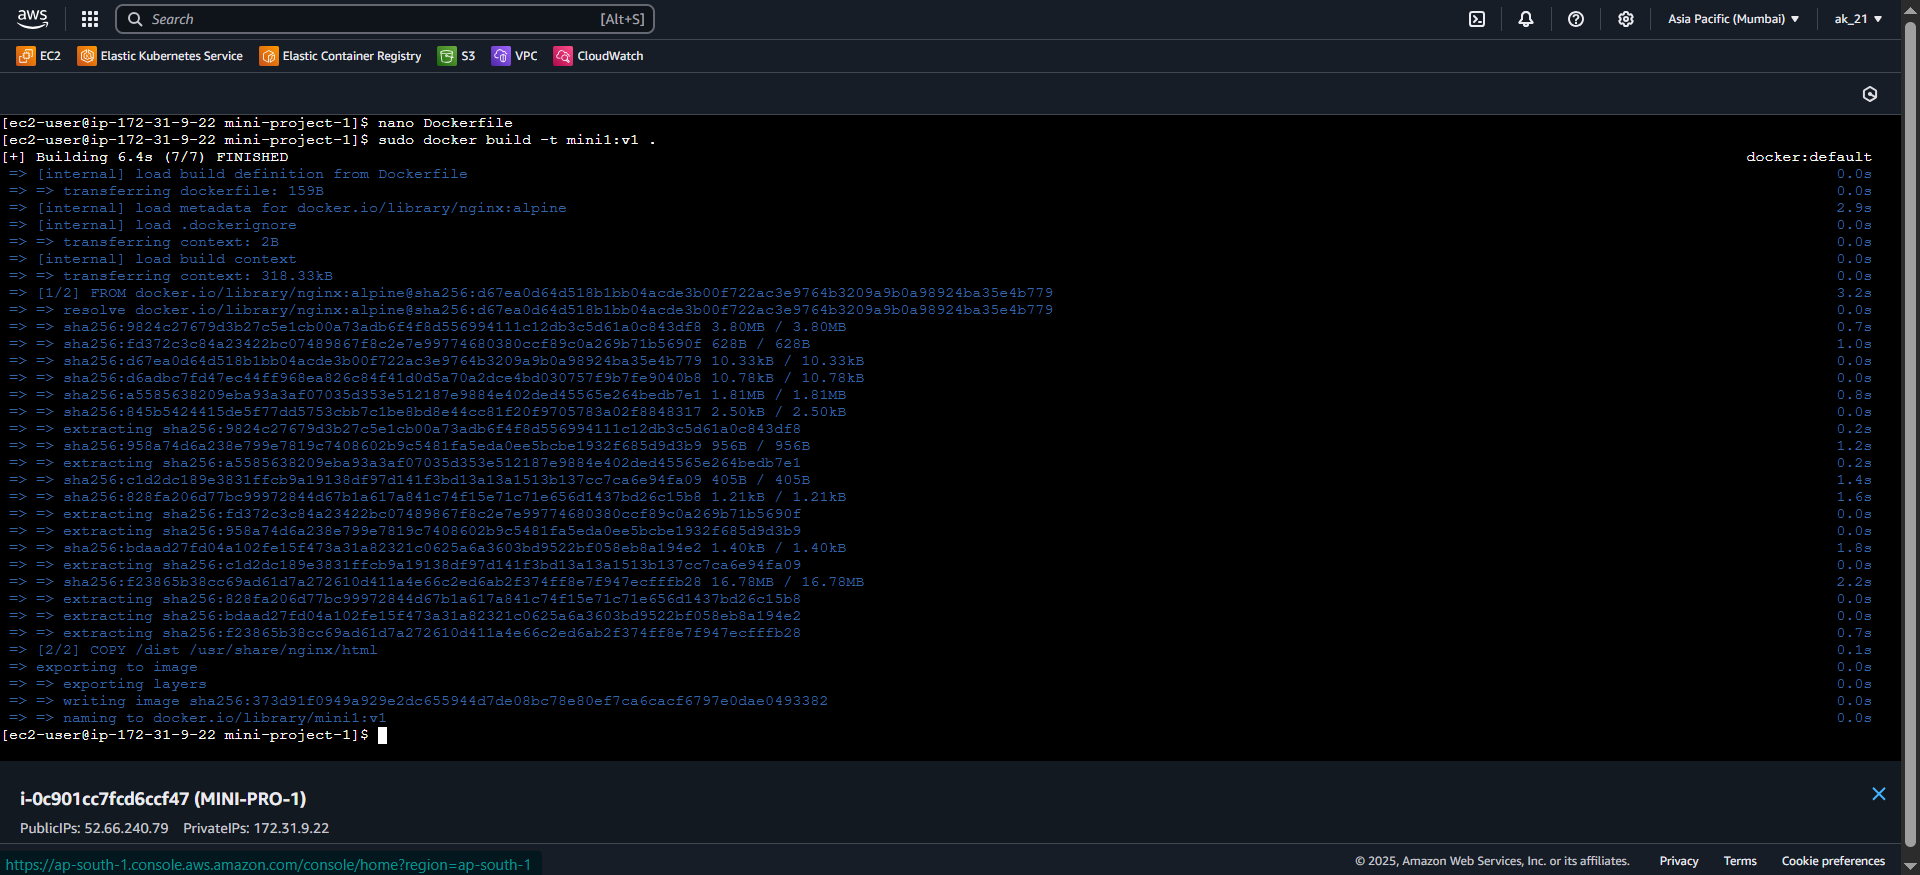 aws
Search [Alt+S] Asia Pacific (Mumbai) ak_21
EC2 Elastic Kubernetes Service Elastic Container Registry S3 VPC CloudWatch
[ec2-user@ip-172-31-9-22 mini-project-1]$ nano Dockerfile
[ec2-user@ip-172-31-9-22 mini-project-1]$ sudo docker build -t mini1:v1 .
[+] Building 6.4s (7/7) FINISHED docker:default
=> [internal] load build definition from Dockerfile 0.0s
=> => transferring dockerfile: 159B 0.0s
=> [internal] load metadata for docker.io/library/nginx:alpine 2.9s
=> [internal] load .dockerignore 0.0s
=> => transferring context: 2B 0.0s
=> [internal] load build context 0.0s
=> => transferring context: 318.33kB 0.0s
=> [1/2] FROM docker.io/library/nginx:alpine@sha256:d67ea0d64d518b1bb04acde3b00f722ac3e9764b3209a9b0a98924ba35e4b779 3.2s
=> => resolve docker.io/library/nginx:alpine@sha256:d67ea0d64d518b1bb04acde3b00f722ac3e9764b3209a9b0a98924ba35e4b779 0.0s
=> => sha256:9824c27679d3b27c5e1cb00a73adb6f4f8d556994111c12db3c5d61a0c843df8 3.80MB / 3.80MB 0.7s
=> => sha256:fd372c3c84a23422bc07489867f8c2e7e99774680380ccf89c0a269b71b5690f 628B / 628B 1.0s
=> => sha256:d67ea0d64d518b1bb04acde3b00f722ac3e9764b3209a9b0a98924ba35e4b779 10.33kB / 10.33kB 0.0s
=> => sha256:d6adbc7fd47ec44ff968ea826c84f41d0d5a70a2dce4bd030757f9b7fe9040b8 10.78kB / 10.78kB 0.0s
=> => sha256:a5585638209eba93a3af07035d353e512187e9884e402ded45565e264bedb7e1 1.81MB / 1.81MB 0.8s
=> => sha256:845b5424415de5f77dd5753cbb7c1be8bd8e44cc81f20f9705783a02f8848317 2.50kB / 2.50kB 0.0s
=> => extracting sha256:9824c27679d3b27c5e1cb00a73adb6f4f8d556994111c12db3c5d61a0c843df8 0.2s
=> => sha256:958a74d6a238e799e7819c7408602b9c5481fa5eda0ee5bcbe1932f685d9d3b9 956B / 956B 1.2s
=> => extracting sha256:a5585638209eba93a3af07035d353e512187e9884e402ded45565e264bedb7e1 0.2s
=> => sha256:c1d2dc189e3831ffcb9a19138df97d141f3bd13a13a1513b137cc7ca6e94fa09 405B / 405B 1.4s
=> => sha256:828fa206d77bc99972844d67b1a617a841c74f15e71c71e656d1437bd26c15b8 1.21kB / 1.21kB 1.6s
=> => extracting sha256:fd372c3c84a23422bc07489867f8c2e7e99774680380ccf89c0a269b71b5690f 0.0s
=> => extracting sha256:958a74d6a238e799e7819c7408602b9c5481fa5eda0ee5bcbe1932f685d9d3b9 0.0s
=> => sha256:bdaad27fd04a102fe15f473a31a82321c0625a6a3603bd9522bf058eb8a194e2 1.40kB / 1.40kB 1.8s
=> => extracting sha256:c1d2dc189e3831ffcb9a19138df97d141f3bd13a13a1513b137cc7ca6e94fa09 0.0s
=> => sha256:f23865b38cc69ad61d7a272610d411a4e66c2ed6ab2f374ff8e7f947ecfffb28 16.78MB / 16.78MB 2.2s
=> => extracting sha256:828fa206d77bc99972844d67b1a617a841c74f15e71c71e656d1437bd26c15b8 0.0s
=> => extracting sha256:bdaad27fd04a102fe15f473a31a82321c0625a6a3603bd9522bf058eb8a194e2 0.0s
=> => extracting sha256:f23865b38cc69ad61d7a272610d411a4e66c2ed6ab2f374ff8e7f947ecfffb28 0.7s
=> [2/2] COPY /dist /usr/share/nginx/html 0.1s
=> exporting to image 0.0s
=> => exporting layers 0.0s
=> => writing image sha256:373d91f0949a929e2dc655944d7de08bc78e80ef7ca6cacf6797e0dae0493382 0.0s
=> => naming to docker.io/library/mini1:v1 0.0s
[ec2-user@ip-172-31-9-22 mini-project-1]$
i-0c901cc7fcd6ccf47 (MINI-PRO-1)
PublicIPs: 52.66.240.79 PrivateIPs: 172.31.9.22
https://ap-south-1.console.aws.amazon.com/console/home?region=ap-south-1 © 2025, Amazon Web Services, Inc. or its affiliates. Privacy Terms Cookie preferences